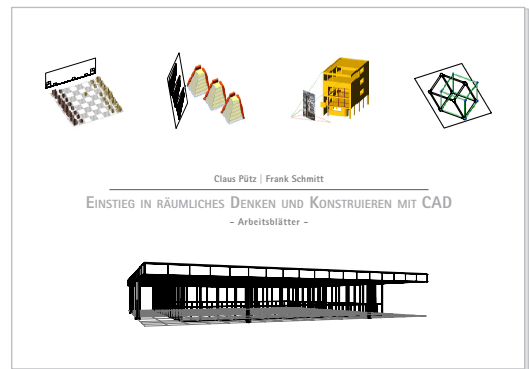 Claus Pütz | Frank Schmitt
EINSTIEG IN RÄUMLICHES DENKEN UND KONSTRUIEREN MIT CAD
– Arbeitsblätter –